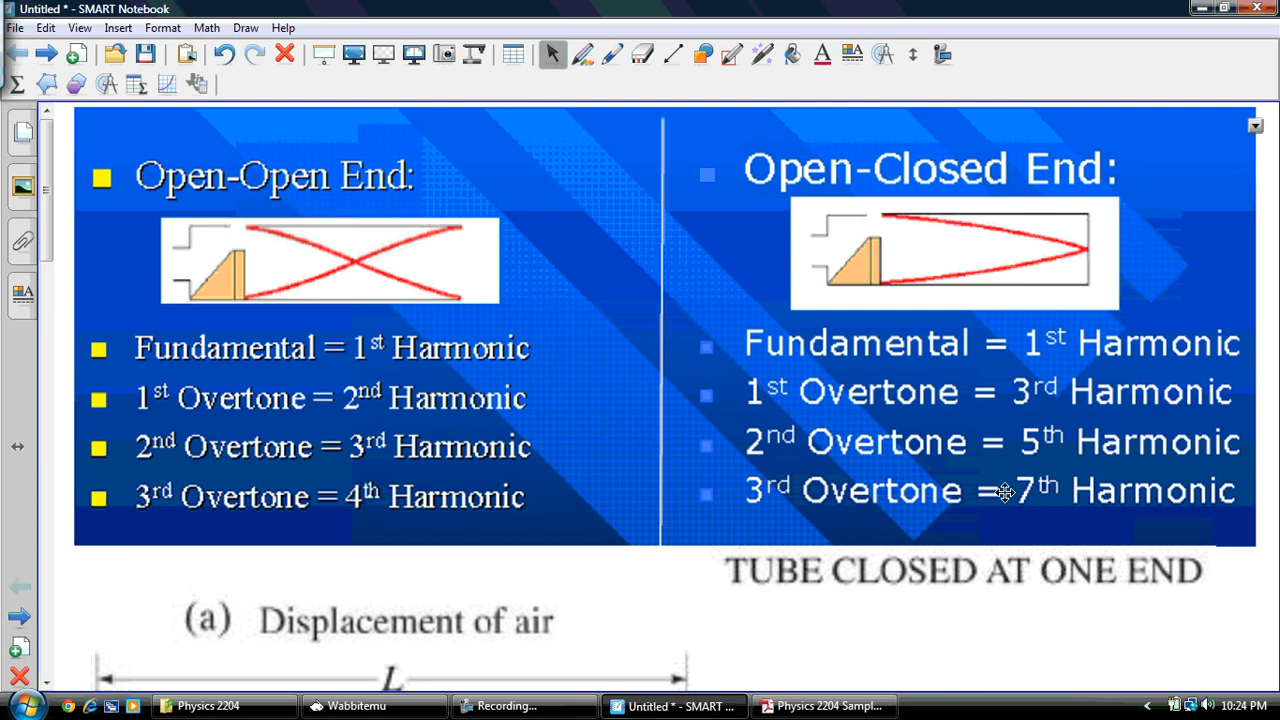 Untitled * - SMART Notebook
File Edit View Insert Format Math Draw Help
Open-Open End:
Fundamental = 1st Harmonic
1st Overtone = 2nd Harmonic
2nd Overtone = 3rd Harmonic
3rd Overtone = 4th Harmonic
Open-Closed End:
Fundamental = 1st Harmonic
1st Overtone = 3rd Harmonic
2nd Overtone = 5th Harmonic
3rd Overtone = 7th Harmonic
TUBE CLOSED AT ONE END
(a) Displacement of air
L
Physics 2204 Wabbitemu Recording... Untitled * - SMART ... Physics 2204 Sampl... 10:24 PM